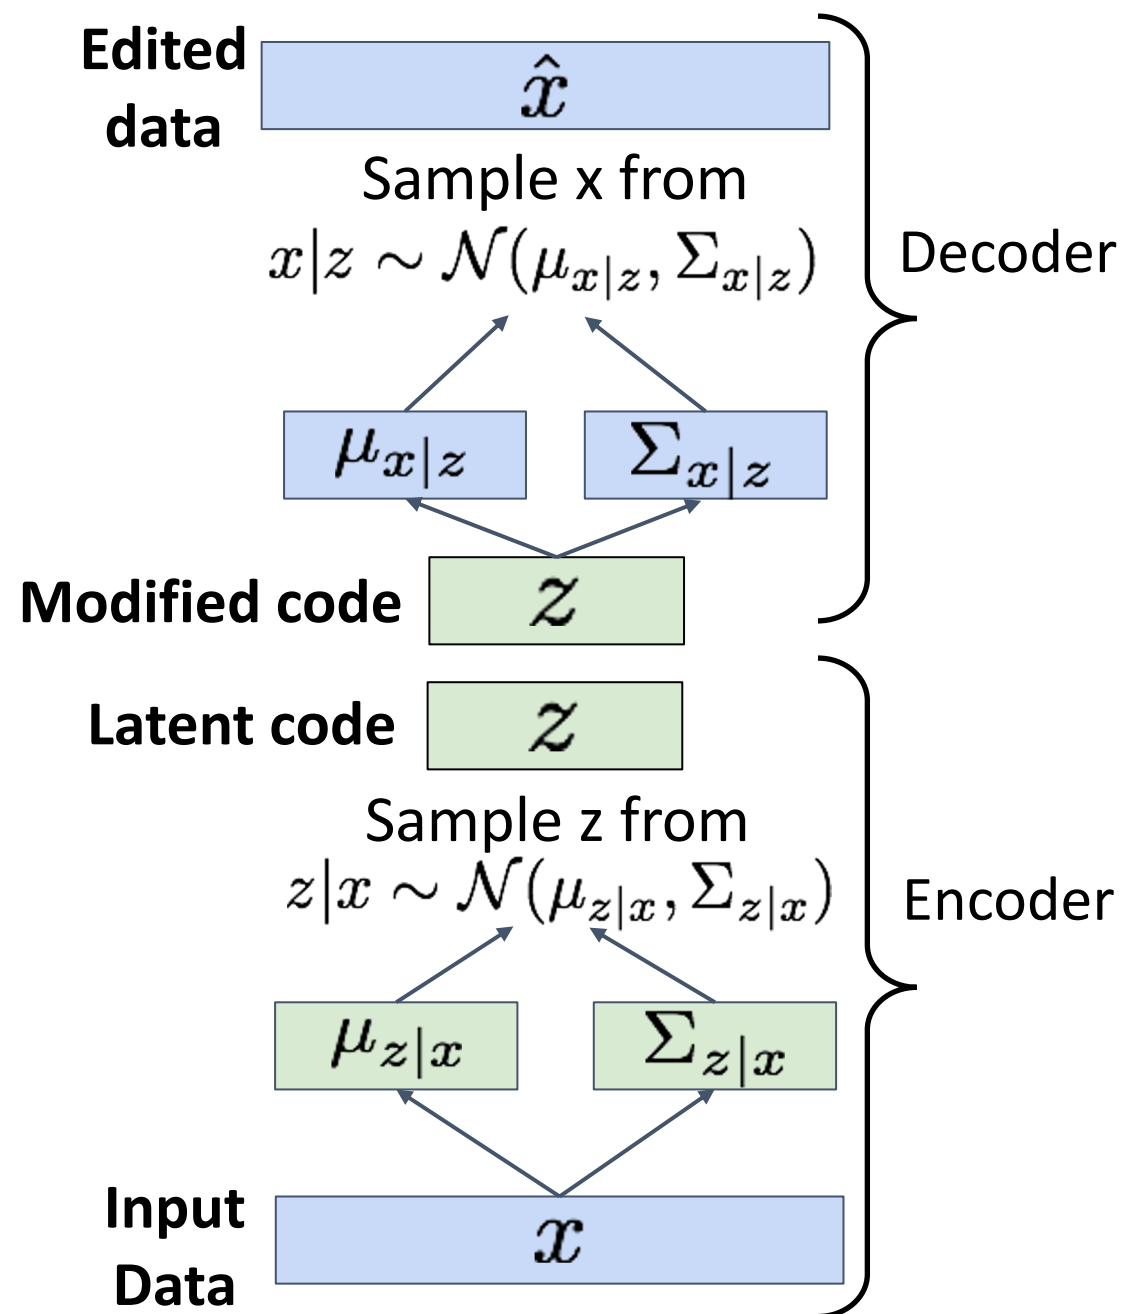 Edited
data
x̂
Sample x from
x|z ∼ 𝒩(μ_{x|z}, Σ_{x|z})
Decoder
μ_{x|z}
Σ_{x|z}
Modified code
z
Latent code
z
Sample z from
z|x ∼ 𝒩(μ_{z|x}, Σ_{z|x})
Encoder
μ_{z|x}
Σ_{z|x}
Input
Data
x